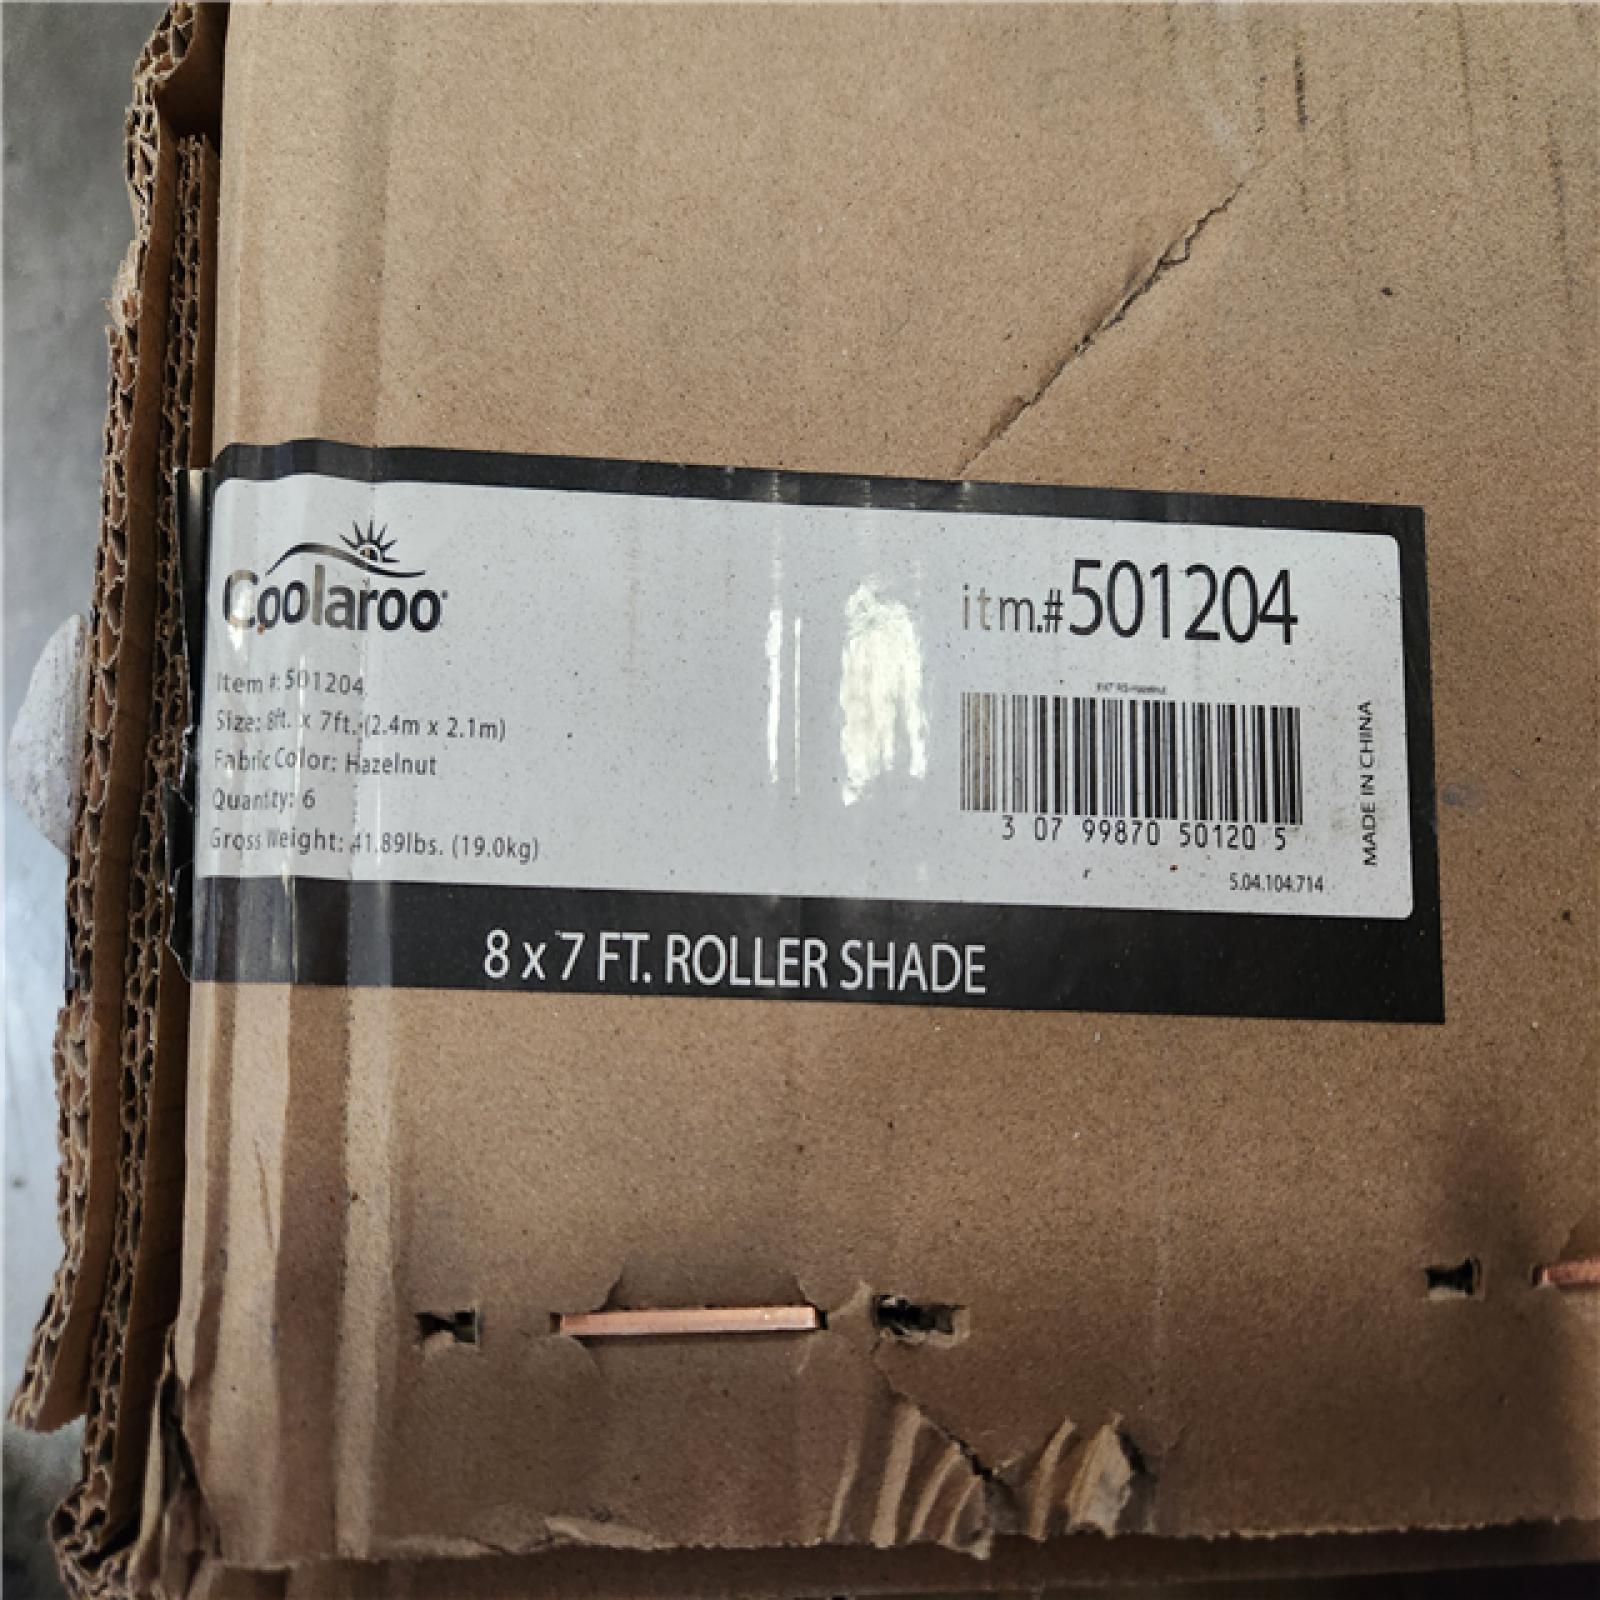 Coolaroo
Item #: 501204
Size: 8ft. x 7ft. (2.4m x 2.1m)
Fabric Color: Hazelnut
Quantity: 6
Gross Weight: 41.89lbs. (19.0kg)
itm.#501204
3 07 99870 50120 5
5.04.104.714
MADE IN CHINA
8 x 7 FT. ROLLER SHADE